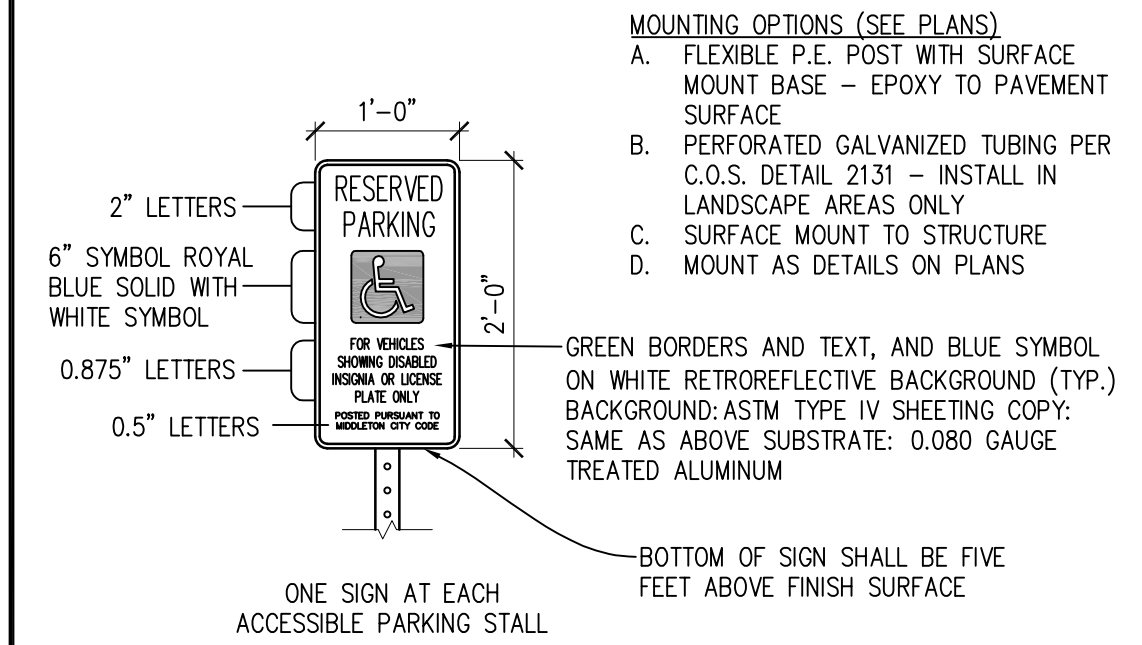 MOUNTING OPTIONS (SEE PLANS)
A. FLEXIBLE P.E. POST WITH SURFACE
MOUNT BASE – EPOXY TO PAVEMENT
SURFACE
B. PERFORATED GALVANIZED TUBING PER
C.O.S. DETAIL 2131 – INSTALL IN
LANDSCAPE AREAS ONLY
C. SURFACE MOUNT TO STRUCTURE
D. MOUNT AS DETAILS ON PLANS
1'–0"
2'–0"
RESERVED
PARKING
FOR VEHICLES
SHOWING DISABLED
INSIGNIA OR LICENSE
PLATE ONLY
POSTED PURSUANT TO
MIDDLETON CITY CODE
2" LETTERS
6" SYMBOL ROYAL
BLUE SOLID WITH
WHITE SYMBOL
0.875" LETTERS
0.5" LETTERS
GREEN BORDERS AND TEXT, AND BLUE SYMBOL
ON WHITE RETROREFLECTIVE BACKGROUND (TYP.)
BACKGROUND: ASTM TYPE IV SHEETING COPY:
SAME AS ABOVE SUBSTRATE: 0.080 GAUGE
TREATED ALUMINUM
BOTTOM OF SIGN SHALL BE FIVE
FEET ABOVE FINISH SURFACE
ONE SIGN AT EACH
ACCESSIBLE PARKING STALL